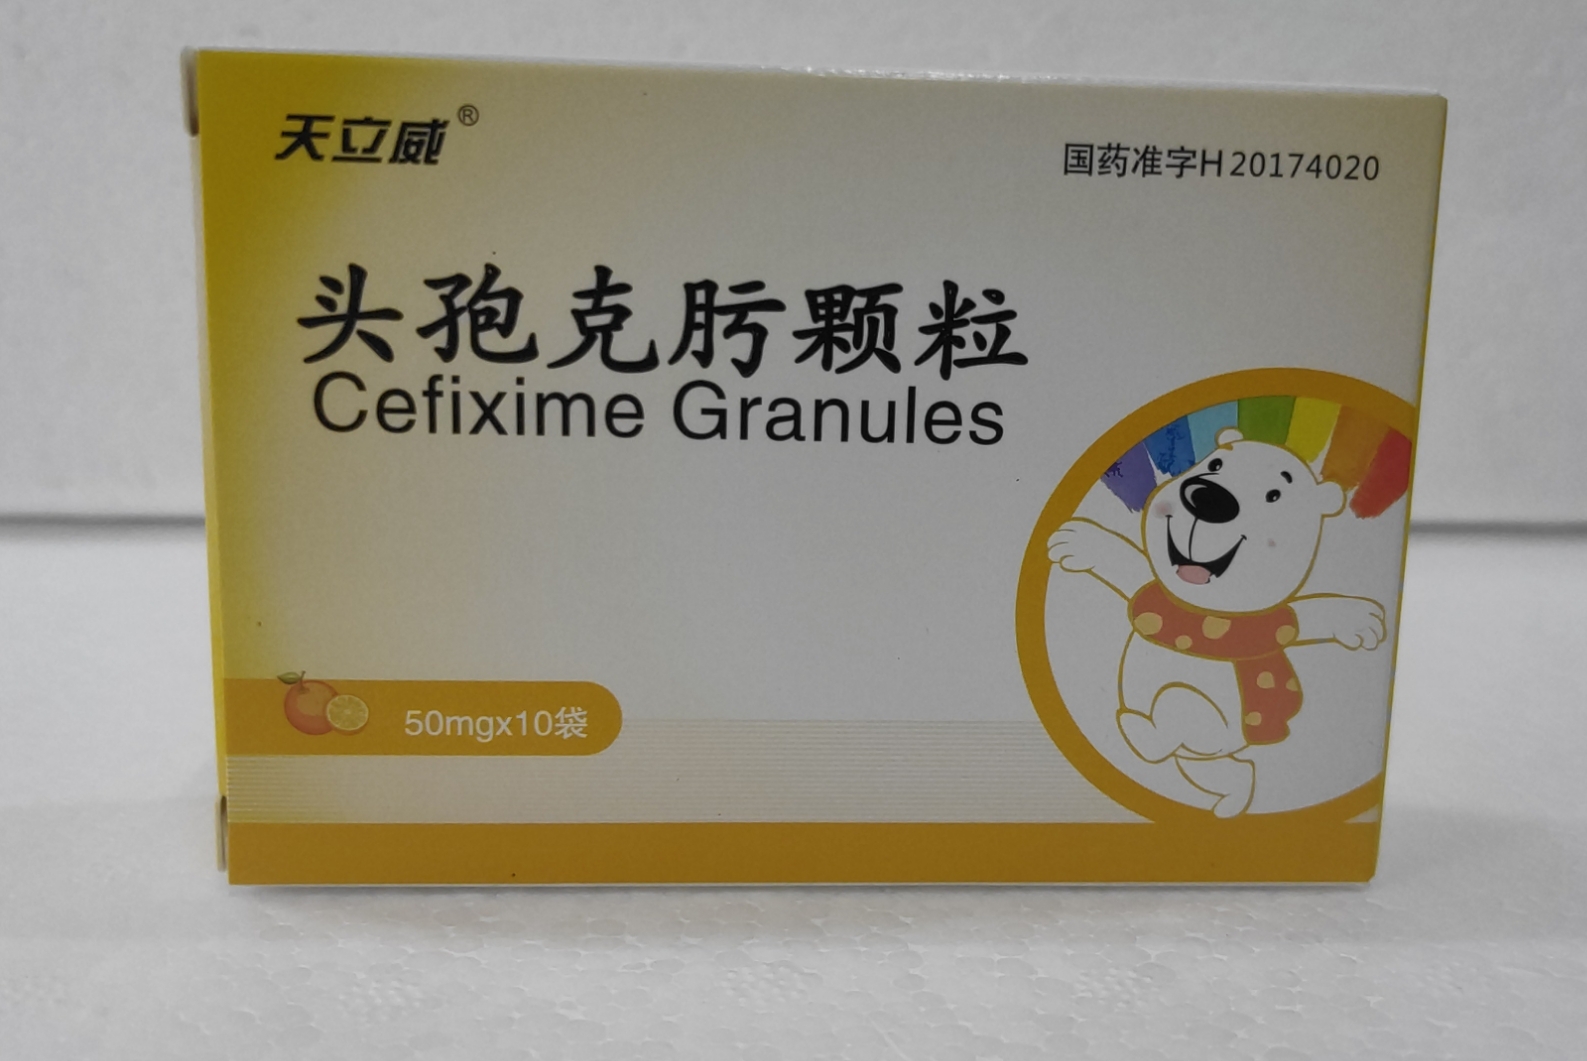 天立威®
国药准字H20174020
头孢克肟颗粒
Cefixime Granules
50mgx10袋